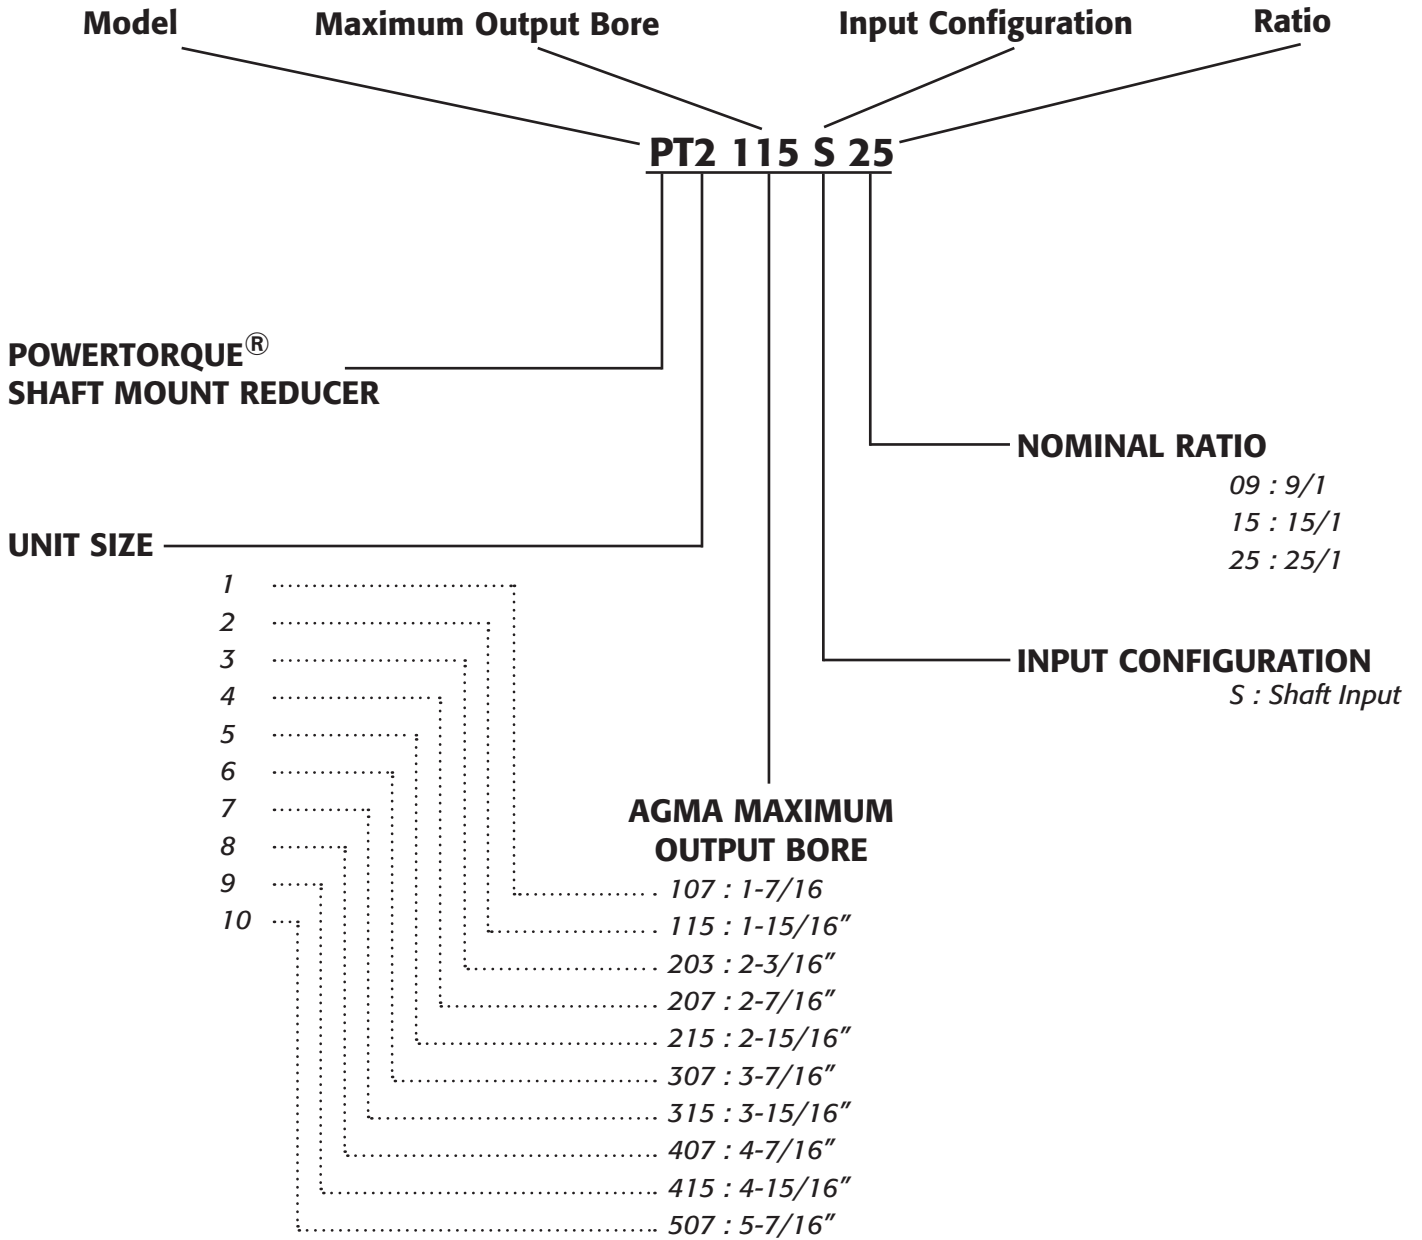 Model Maximum Output Bore Input Configuration Ratio
PT2 115 S 25
POWERTORQUE®
SHAFT MOUNT REDUCER
NOMINAL RATIO
09 : 9/1
15 : 15/1
25 : 25/1
UNIT SIZE
1
2
3
4
5
6
7
8
9
10
INPUT CONFIGURATION
S : Shaft Input
AGMA MAXIMUM
OUTPUT BORE
107 : 1-7/16
115 : 1-15/16"
203 : 2-3/16"
207 : 2-7/16"
215 : 2-15/16"
307 : 3-7/16"
315 : 3-15/16"
407 : 4-7/16"
415 : 4-15/16"
507 : 5-7/16"